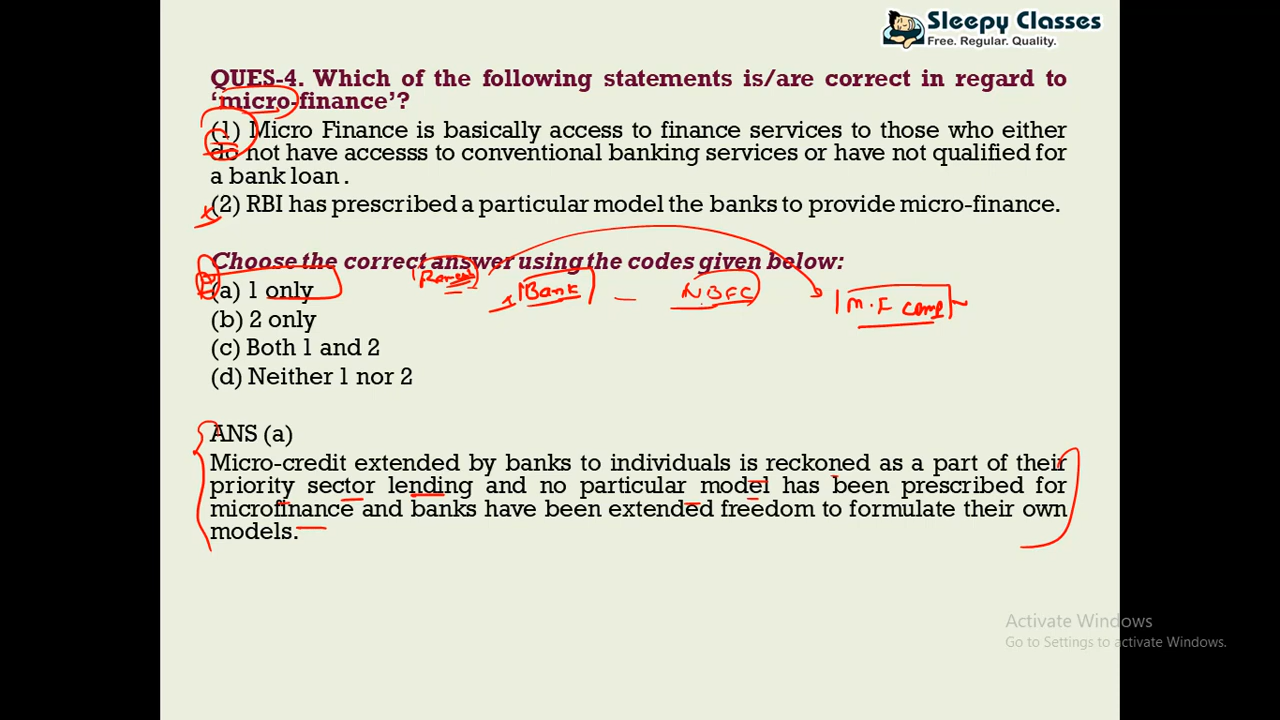 Sleepy Classes
Free. Regular. Quality.
QUES-4. Which of the following statements is/are correct in regard to
‘micro-finance’?
(1) Micro Finance is basically access to finance services to those who either
do not have accesss to conventional banking services or have not qualified for
a bank loan .
(2) RBI has prescribed a particular model the banks to provide micro-finance.
Choose the correct answer using the codes given below:
(a) 1 only
Bank
NBFC
M.F comp
(b) 2 only
(c) Both 1 and 2
(d) Neither 1 nor 2
ANS (a)
Micro-credit extended by banks to individuals is reckoned as a part of their
priority sector lending and no particular model has been prescribed for
microfinance and banks have been extended freedom to formulate their own
models.
Activate Windows
Go to Settings to activate Windows.